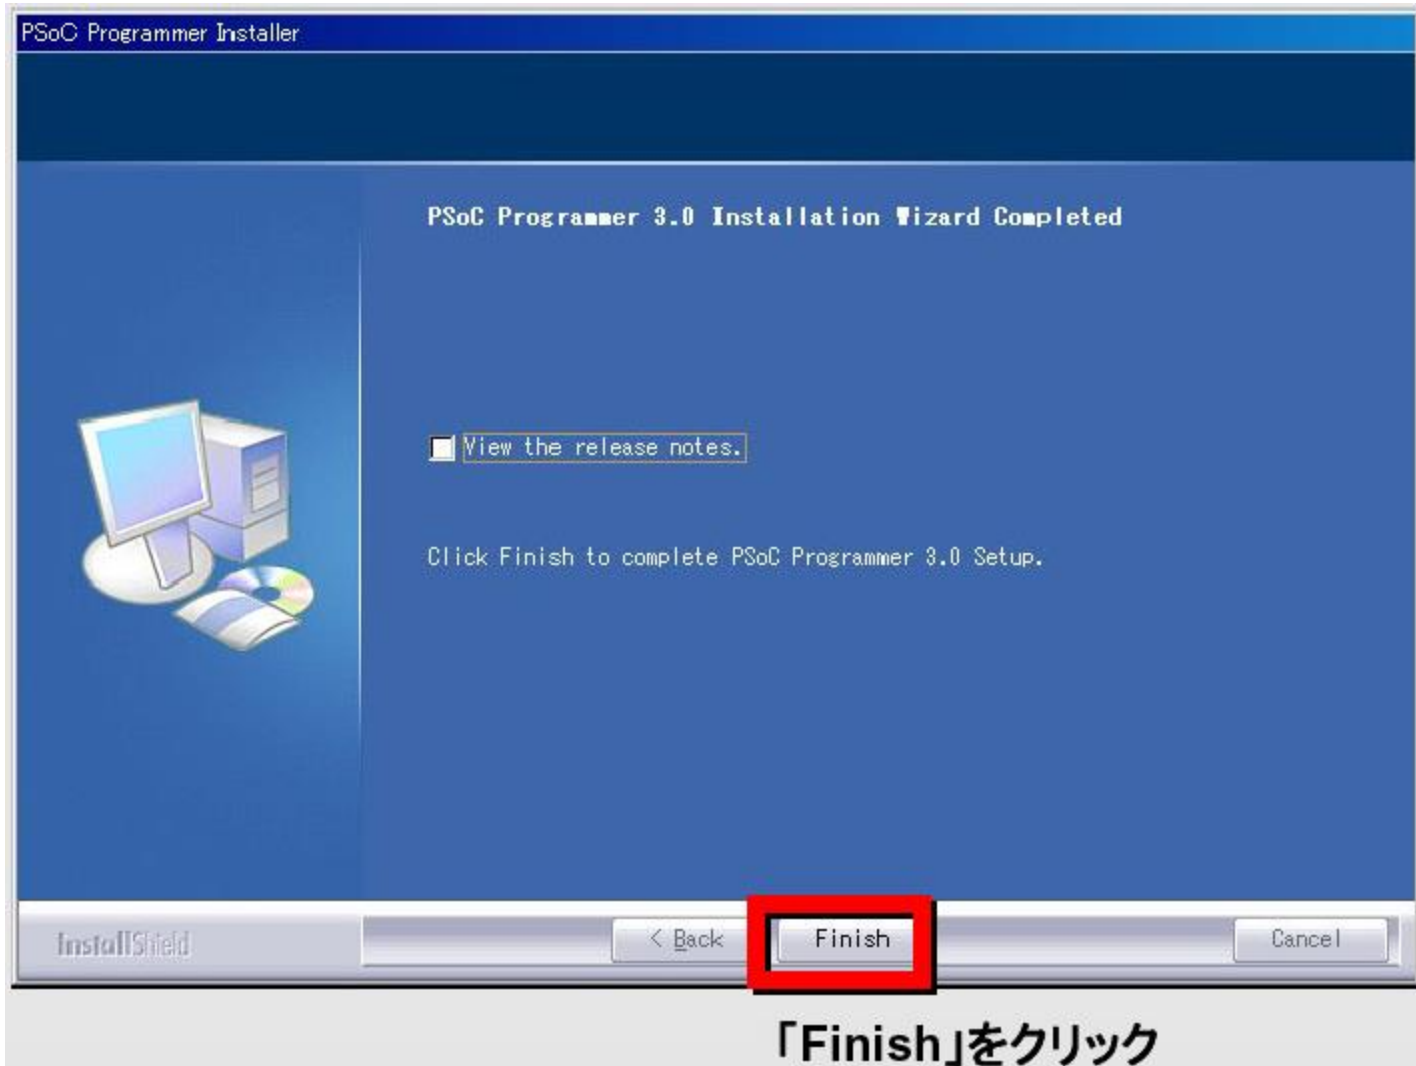 PSoC Programmer Installer
PSoC Programmer 3.0 Installation Wizard Completed
View the release notes.
Click Finish to complete PSoC Programmer 3.0 Setup.
InstallShield
< Back
Finish
Cancel
「Finish」をクリック